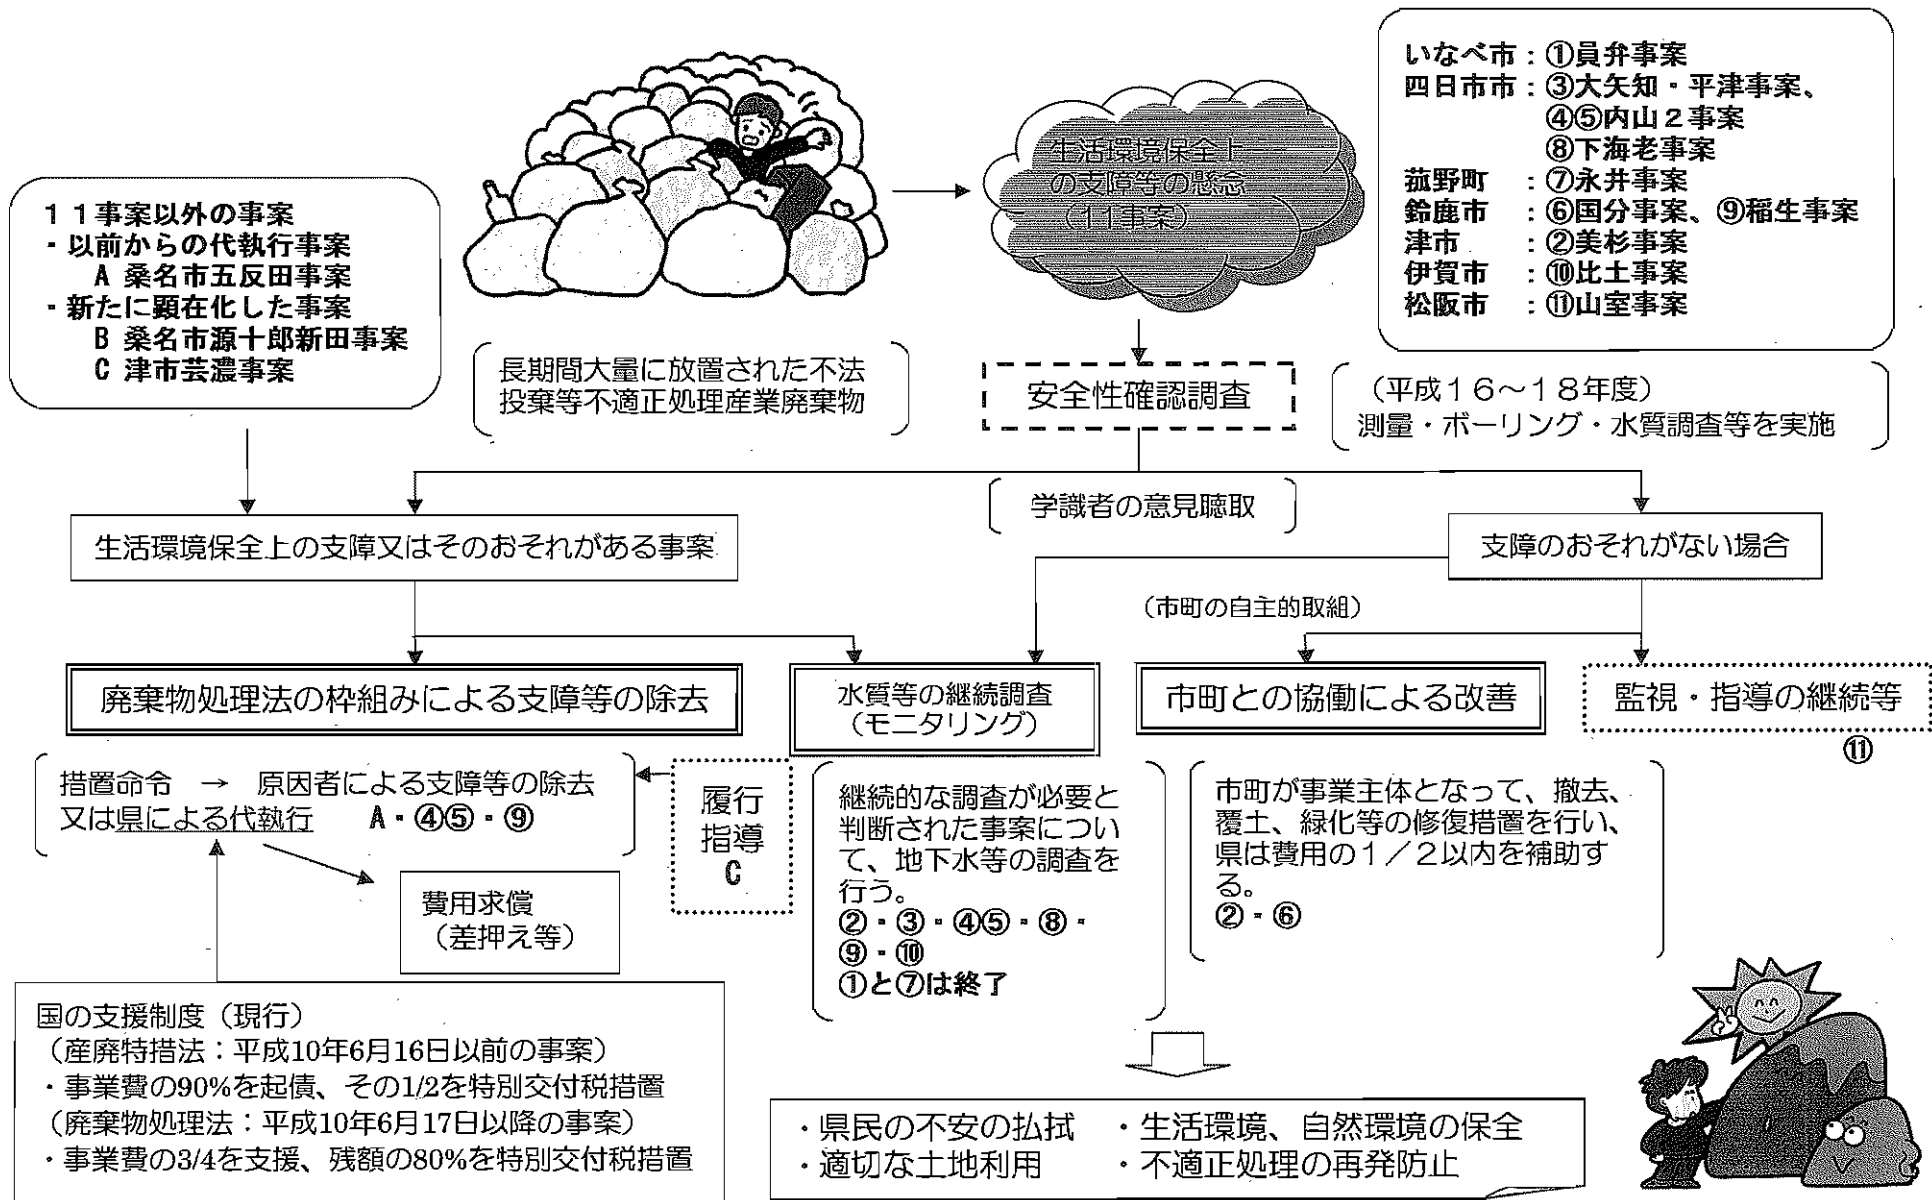 いなべ市：①員弁事案
四日市市：③大矢知・平津事案、
④⑤内山２事案
⑧下海老事案
菰野町　：⑦永井事案
鈴鹿市　：⑥国分事案、⑨稲生事案
津市　　：②美杉事案
伊賀市　：⑩比土事案
松阪市　：⑪山室事案
生活環境保全上
の支障等の懸念
（11事案）
１１事案以外の事案
・以前からの代執行事案
A 桑名市五反田事案
・新たに顕在化した事案
B 桑名市源十郎新田事案
C 津市芸濃事案
長期間大量に放置された不法
投棄等不適正処理産業廃棄物
安全性確認調査
（平成１６～１８年度）
測量・ボーリング・水質調査等を実施
学識者の意見聴取
生活環境保全上の支障又はそのおそれがある事案
支障のおそれがない場合
（市町の自主的取組）
廃棄物処理法の枠組みによる支障等の除去
水質等の継続調査
（モニタリング）
市町との協働による改善
監視・指導の継続等
⑪
措置命令　→　原因者による支障等の除去
又は県による代執行　　A・④⑤・⑨
履行
指導
C
継続的な調査が必要と
判断された事案につい
て、地下水等の調査を
行う。
②・③・④⑤・⑧・
⑨・⑩
①と⑦は終了
市町が事業主体となって、撤去、
覆土、緑化等の修復措置を行い、
県は費用の１／２以内を補助す
る。
②・⑥
費用求償
（差押え等）
国の支援制度（現行）
（産廃特措法：平成10年6月16日以前の事案）
・事業費の90%を起債、その1/2を特別交付税措置
（廃棄物処理法：平成10年6月17日以降の事案）
・事業費の3/4を支援、残額の80%を特別交付税措置
・県民の不安の払拭　・生活環境、自然環境の保全
・適切な土地利用　　・不適正処理の再発防止